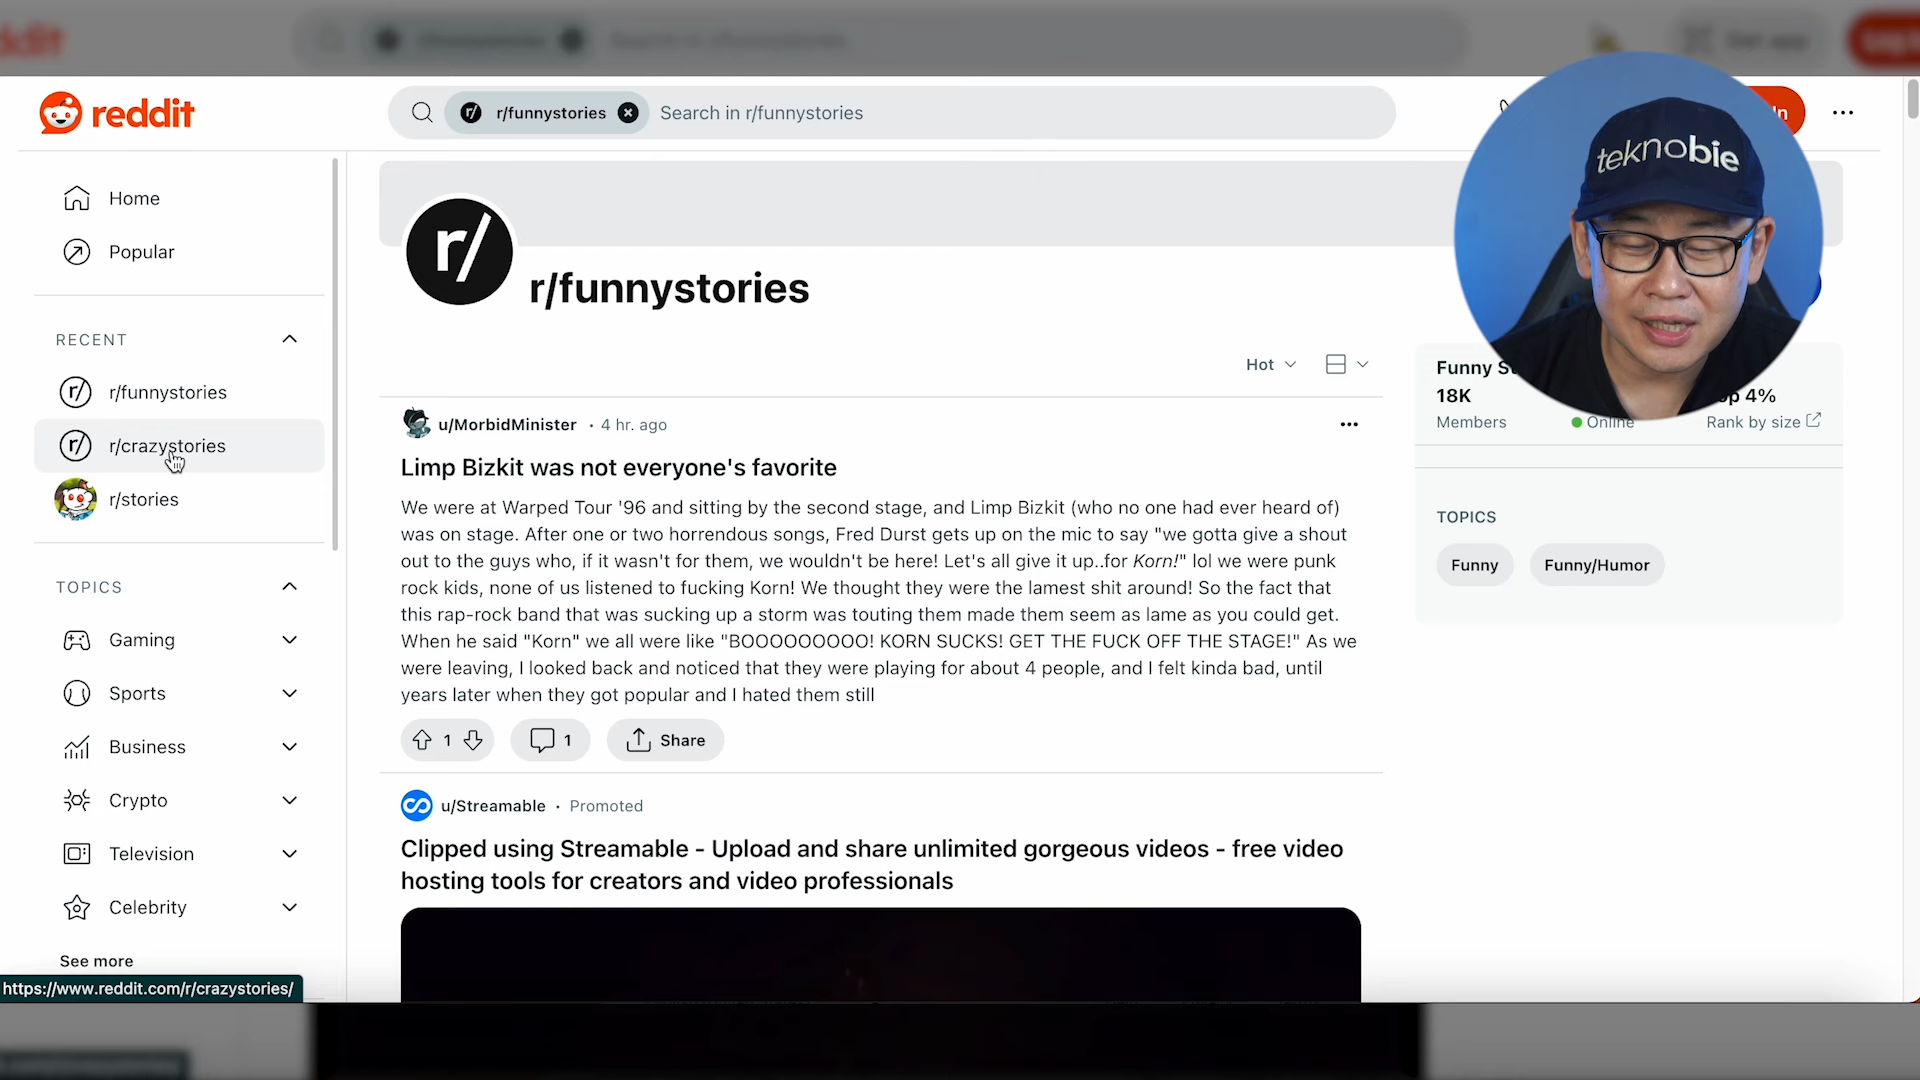 reddit
r/funnystories
Search in r/funnystories
teknobie
Home
Popular
RECENT
r/funnystories
r/crazystories
r/stories
TOPICS
Gaming
Sports
Business
Crypto
Television
Celebrity
See more
https://www.reddit.com/r/crazystories/
r/
r/funnystories
Hot
u/MorbidMinister • 4 hr. ago
Limp Bizkit was not everyone's favorite
We were at Warped Tour '96 and sitting by the second stage, and Limp Bizkit (who no one had ever heard of)
was on stage. After one or two horrendous songs, Fred Durst gets up on the mic to say "we gotta give a shout
out to the guys who, if it wasn't for them, we wouldn't be here! Let's all give it up..for Korn!" lol we were punk
rock kids, none of us listened to fucking Korn! We thought they were the lamest shit around! So the fact that
this rap-rock band that was sucking up a storm was touting them made them seem as lame as you could get.
When he said "Korn" we all were like "BOOOOOOOOO! KORN SUCKS! GET THE FUCK OFF THE STAGE!" As we
were leaving, I looked back and noticed that they were playing for about 4 people, and I felt kinda bad, until
years later when they got popular and I hated them still
1
1
Share
u/Streamable • Promoted
Clipped using Streamable - Upload and share unlimited gorgeous videos - free video
hosting tools for creators and video professionals
Funny
18K
4%
Members
Online
Rank by size
TOPICS
Funny
Funny/Humor